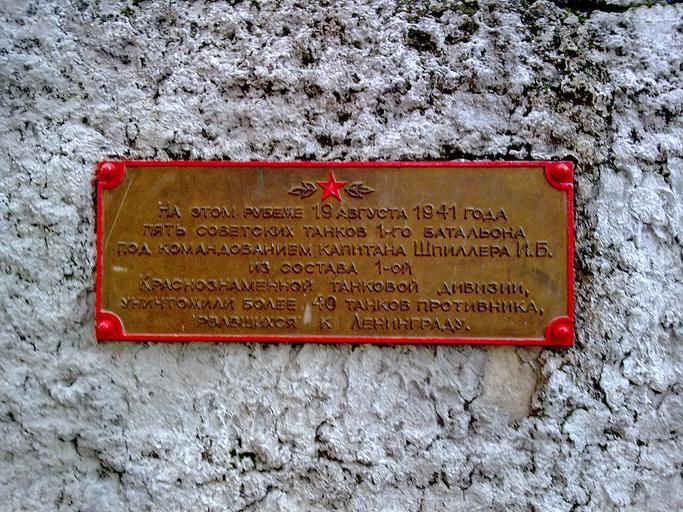 На этом рубеже 19 августа 1941 года
пять советских танков 1-го батальона
под командованием капитана Шпиллера И.Б.
из состава 1-ой
Краснознаменной танковой дивизии,
уничтожили более 40 танков противника,
рвавшихся к Ленинграду.